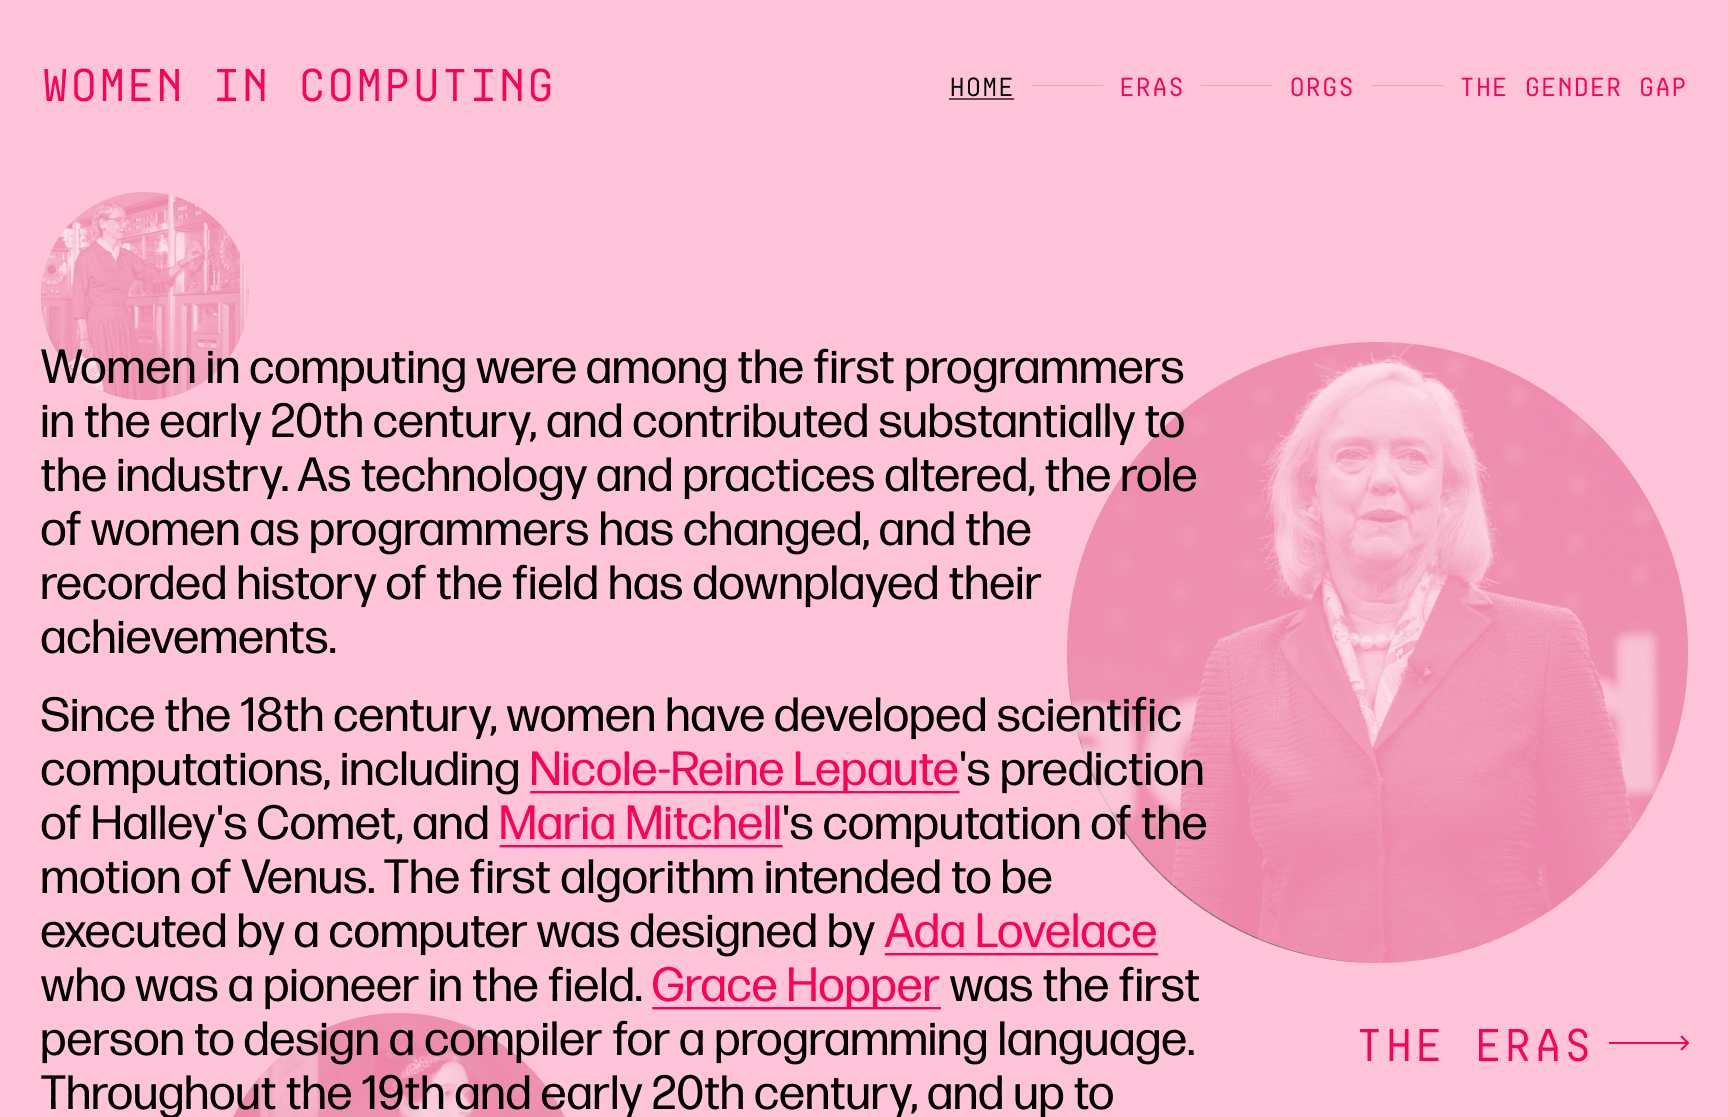 WOMEN IN COMPUTING
HOME
ERAS
ORGS
THE GENDER GAP
Women in computing were among the first programmers
in the early 20th century, and contributed substantially to
the industry. As technology and practices altered, the role
of women as programmers has changed, and the
recorded history of the field has downplayed their
achievements.
Since the 18th century, women have developed scientific
computations, including Nicole-Reine Lepaute's prediction
of Halley's Comet, and Maria Mitchell's computation of the
motion of Venus. The first algorithm intended to be
executed by a computer was designed by Ada Lovelace
who was a pioneer in the field. Grace Hopper was the first
person to design a compiler for a programming language.
Throughout the 19th and early 20th century, and up to
THE ERAS